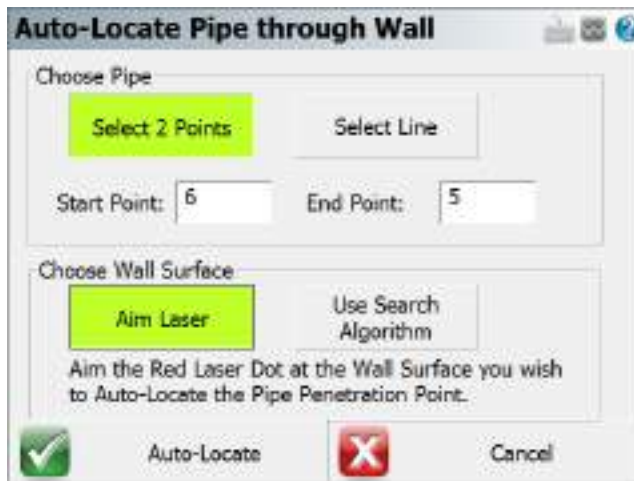 Auto-Locate Pipe through Wall
Choose Pipe
Select 2 Points
Select Line
Start Point: 6
End Point: 5
Choose Wall Surface
Aim Laser
Use Search
Algorithm
Aim the Red Laser Dot at the Wall Surface you wish
to Auto-Locate the Pipe Penetration Point.
Auto-Locate
Cancel